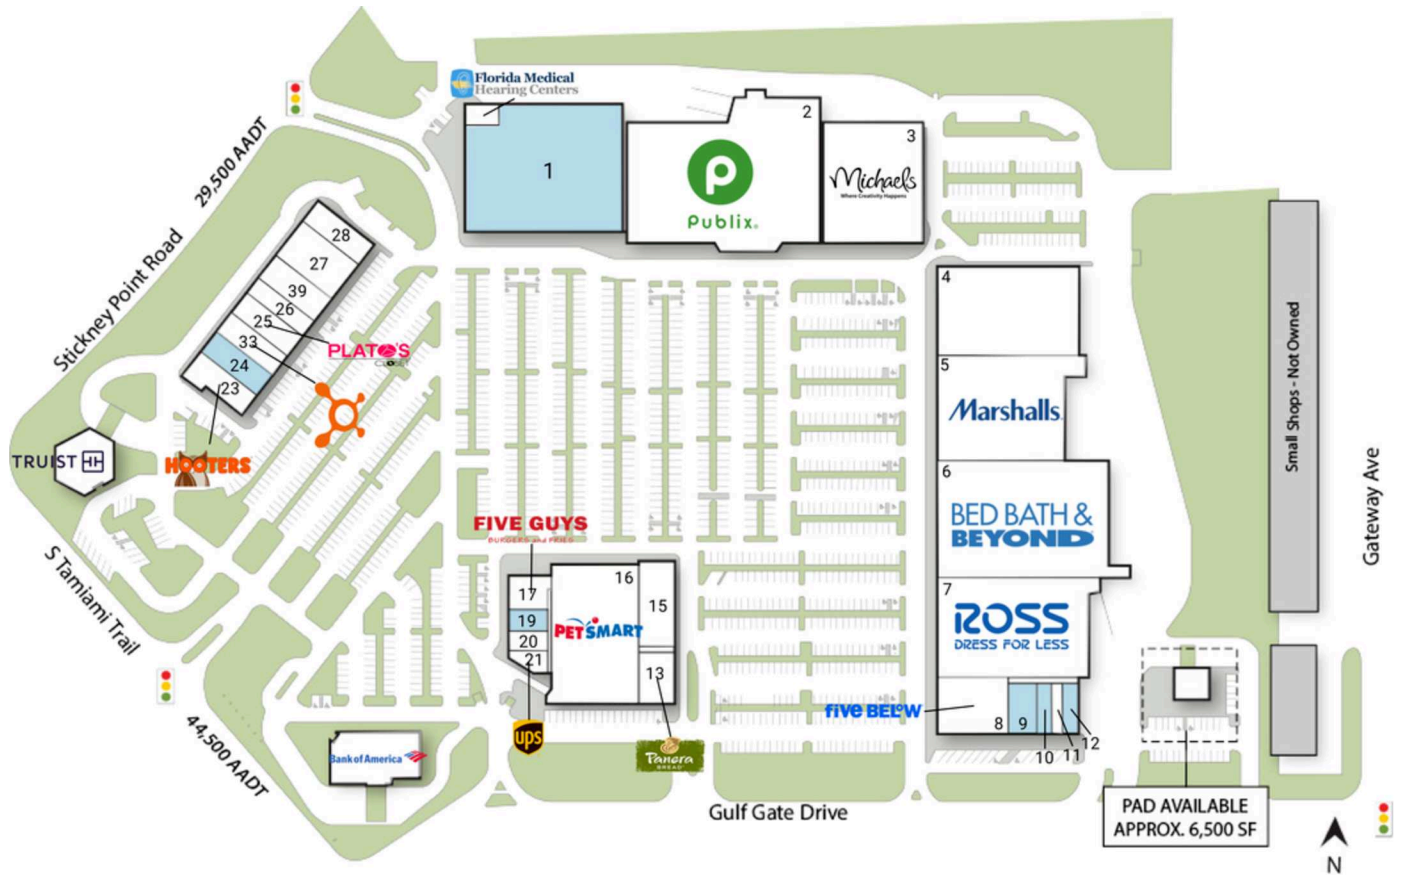 Florida Medical
Hearing Centers
29,500 AADT
Stickney Point Road
1
2
Publix.
3
Michaels
Where Creativity Happens
28
27
39
26
25
33
24
23
PLATO'S
CLOSET
TRUIST
HOOTERS
4
5
Marshalls
6
BED BATH &
BEYOND
7
ROSS
DRESS FOR LESS
five BEL°W
8
9
10
11
12
Small Shops - Not Owned
Gateway Ave
FIVE GUYS
BURGERS and FRIES
17
19
20
21
16
PETSMART
15
13
ups
Panera
BREAD
S Tamiami Trail
44,500 AADT
Bank of America
Gulf Gate Drive
PAD AVAILABLE
APPROX. 6,500 SF
N